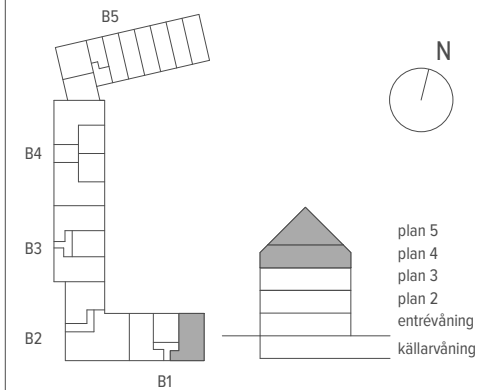 B5
N
B4
B3
B2
B1
plan 5
plan 4
plan 3
plan 2
entrévåning
källarvåning